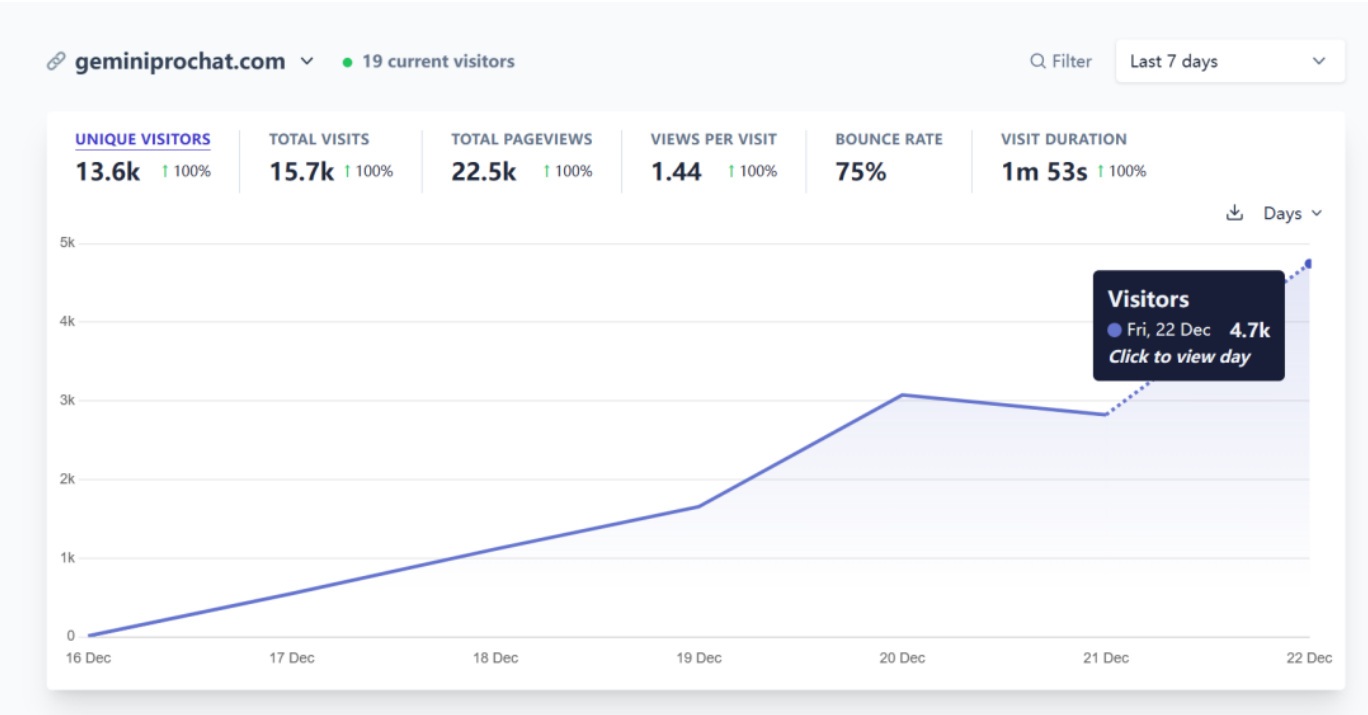 geminiprochat.com
19 current visitors
Filter
Last 7 days
UNIQUE VISITORS
13.6k ↑ 100%
TOTAL VISITS
15.7k ↑ 100%
TOTAL PAGEVIEWS
22.5k ↑ 100%
VIEWS PER VISIT
1.44 ↑ 100%
BOUNCE RATE
75%
VISIT DURATION
1m 53s ↑ 100%
Days
5k
4k
3k
2k
1k
0
Visitors
Fri, 22 Dec 4.7k
Click to view day
16 Dec 17 Dec 18 Dec 19 Dec 20 Dec 21 Dec 22 Dec